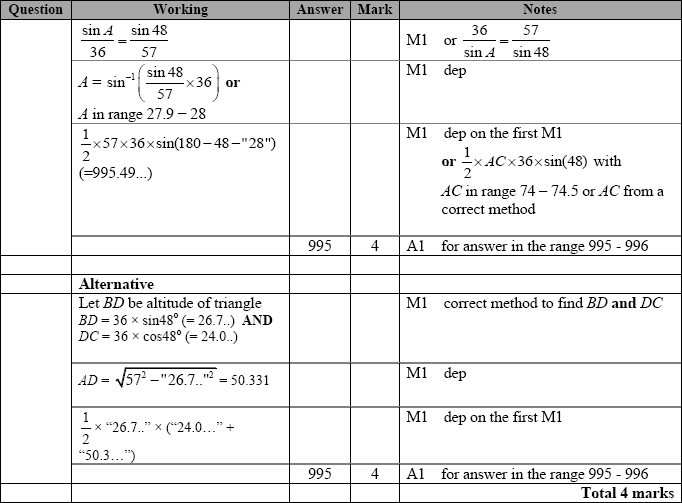 Question Working Answer Mark Notes
sin A / 36 = sin 48 / 57 M1 or 36 / sin A = 57 / sin 48
A = sin⁻¹(sin 48 / 57 × 36) or M1 dep
A in range 27.9 – 28
1/2 × 57 × 36 × sin(180 – 48 – "28") M1 dep on the first M1
(=995.49...) or 1/2 × AC × 36 × sin(48) with
AC in range 74 – 74.5 or AC from a
correct method
995 4 A1 for answer in the range 995 - 996
Alternative
Let BD be altitude of triangle M1 correct method to find BD and DC
BD = 36 × sin48° (= 26.7..) AND
DC = 36 × cos48° (= 24.0..)
AD = √(57² – "26.7.."²) = 50.331 M1 dep
1/2 × “26.7..” × (“24.0…” + M1 dep on the first M1
“50.3…”)
995 4 A1 for answer in the range 995 - 996
Total 4 marks